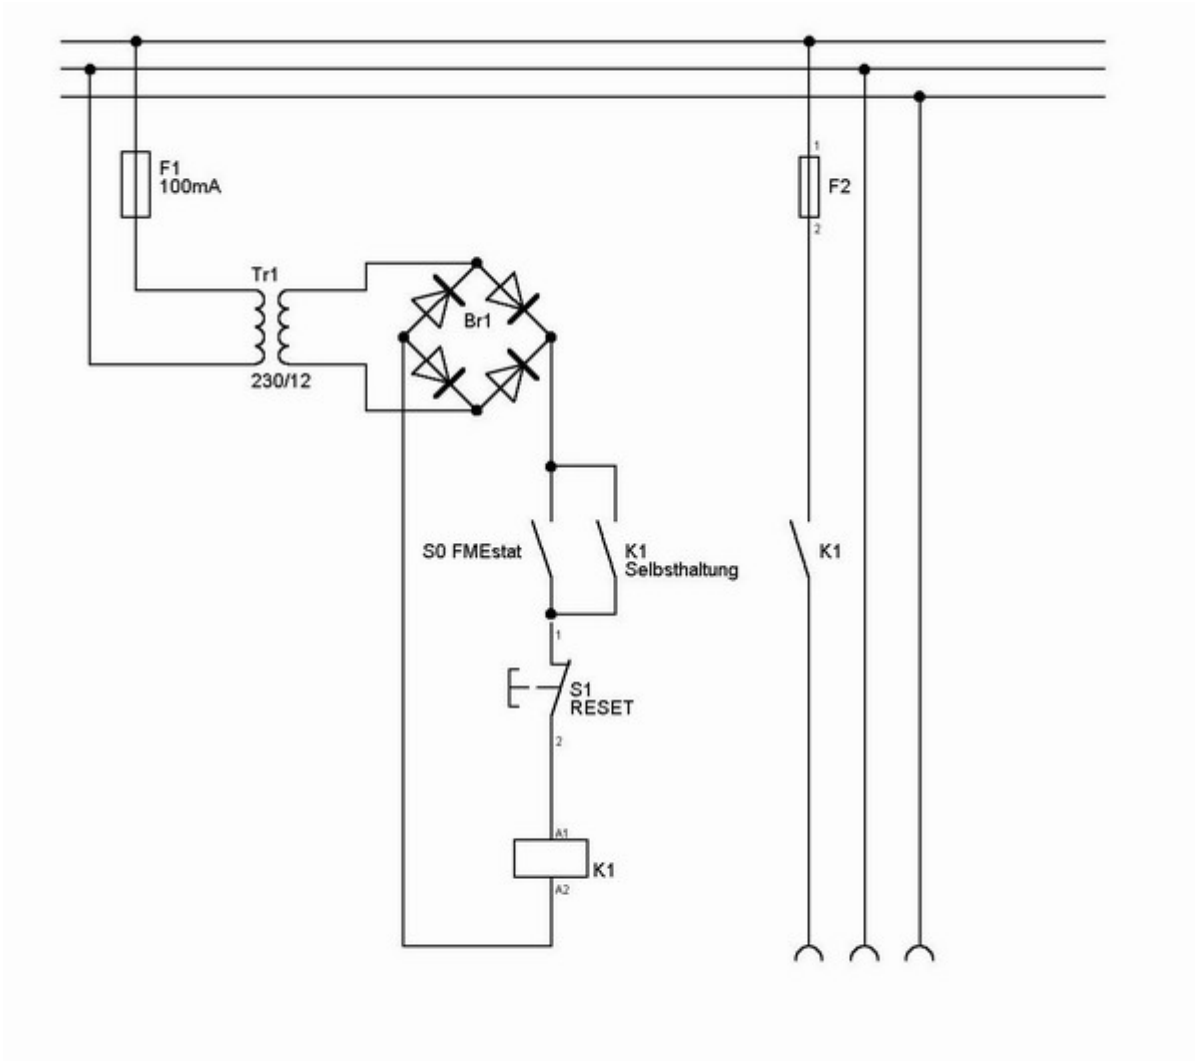 F1
100mA
1
F2
2
Tr1
Br1
230/12
S0 FMEstat
K1
Selbsthaltung
K1
1
S1
RESET
2
A1
K1
A2